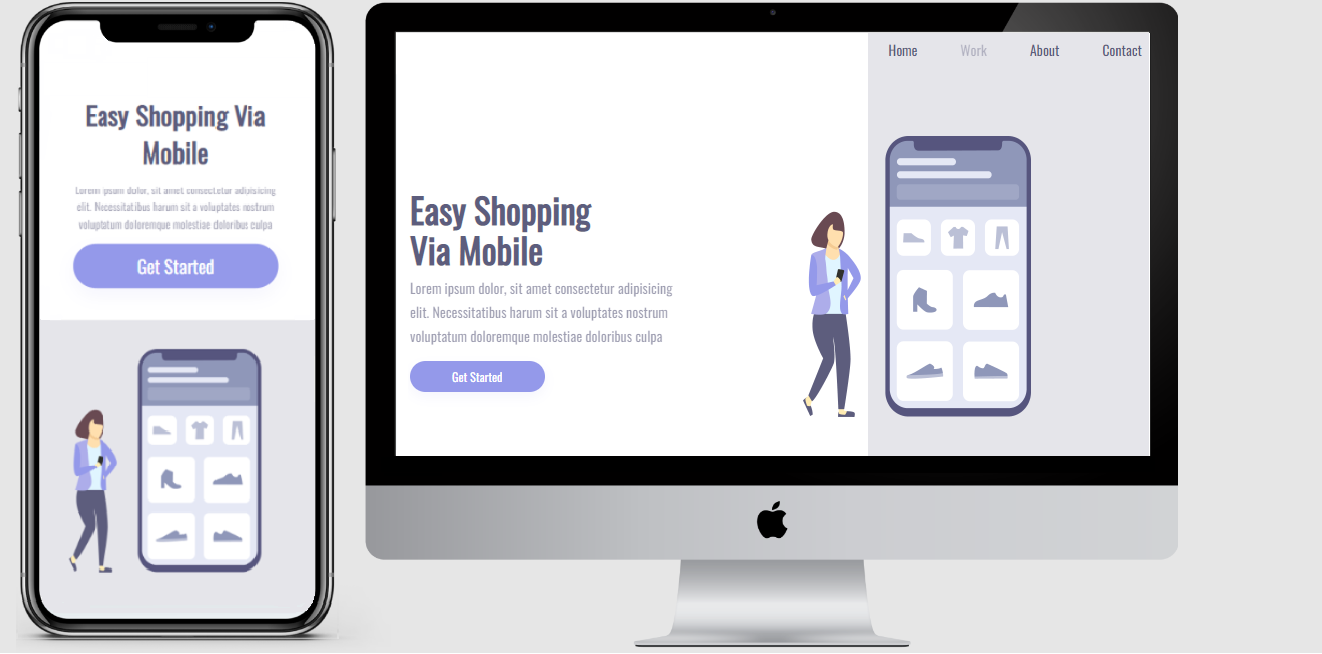 Easy Shopping Via
Mobile
Lorem ipsum dolor, sit amet consectetur adipisicing
elit. Necessitatibus harum sit a voluptates nostrum
voluptatum doloremque molestiae doloribus culpa
Get Started
Home Work About Contact
Easy Shopping
Via Mobile
Lorem ipsum dolor, sit amet consectetur adipisicing
elit. Necessitatibus harum sit a voluptates nostrum
voluptatum doloremque molestiae doloribus culpa
Get Started